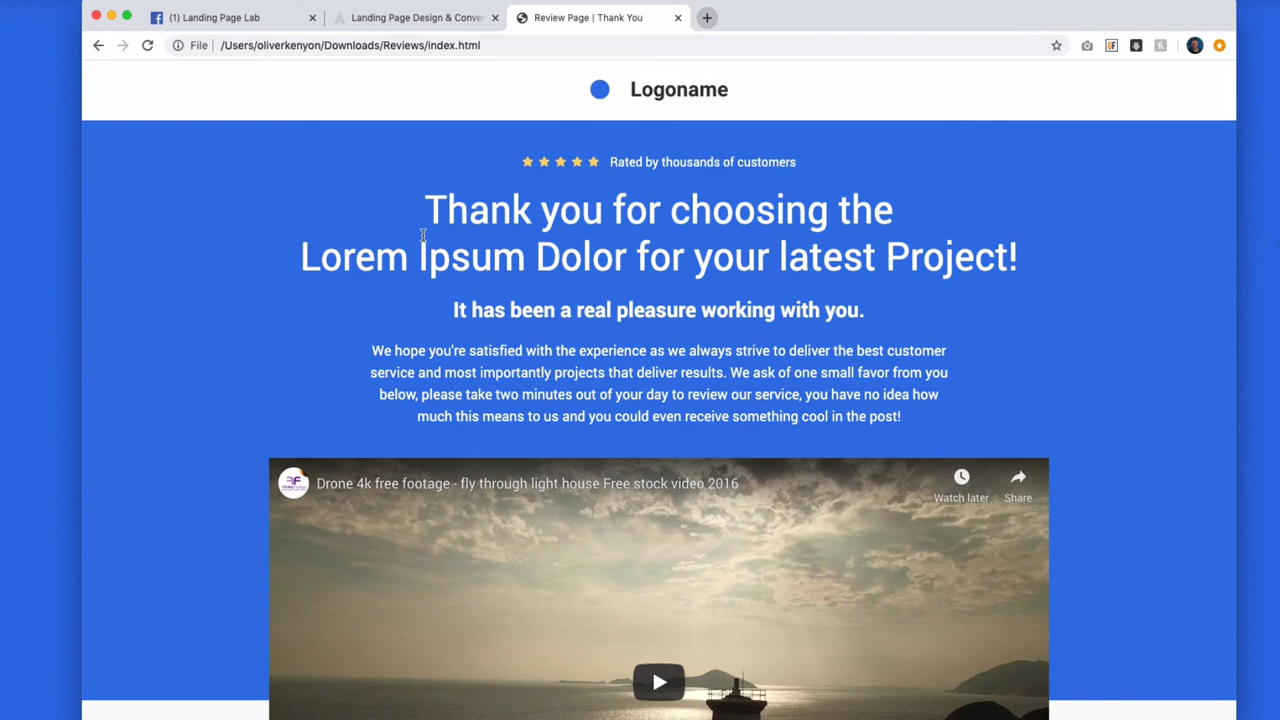 (1) Landing Page Lab
Landing Page Design & Conver
Review Page | Thank You
File
/Users/oliverkenyon/Downloads/Reviews/index.html
Logoname
Rated by thousands of customers
Thank you for choosing the
Lorem Ipsum Dolor for your latest Project!
It has been a real pleasure working with you.
We hope you're satisfied with the experience as we always strive to deliver the best customer
service and most importantly projects that deliver results. We ask of one small favor from you
below, please take two minutes out of your day to review our service, you have no idea how
much this means to us and you could even receive something cool in the post!
Drone 4k free footage - fly through light house Free stock video 2016
Watch later
Share